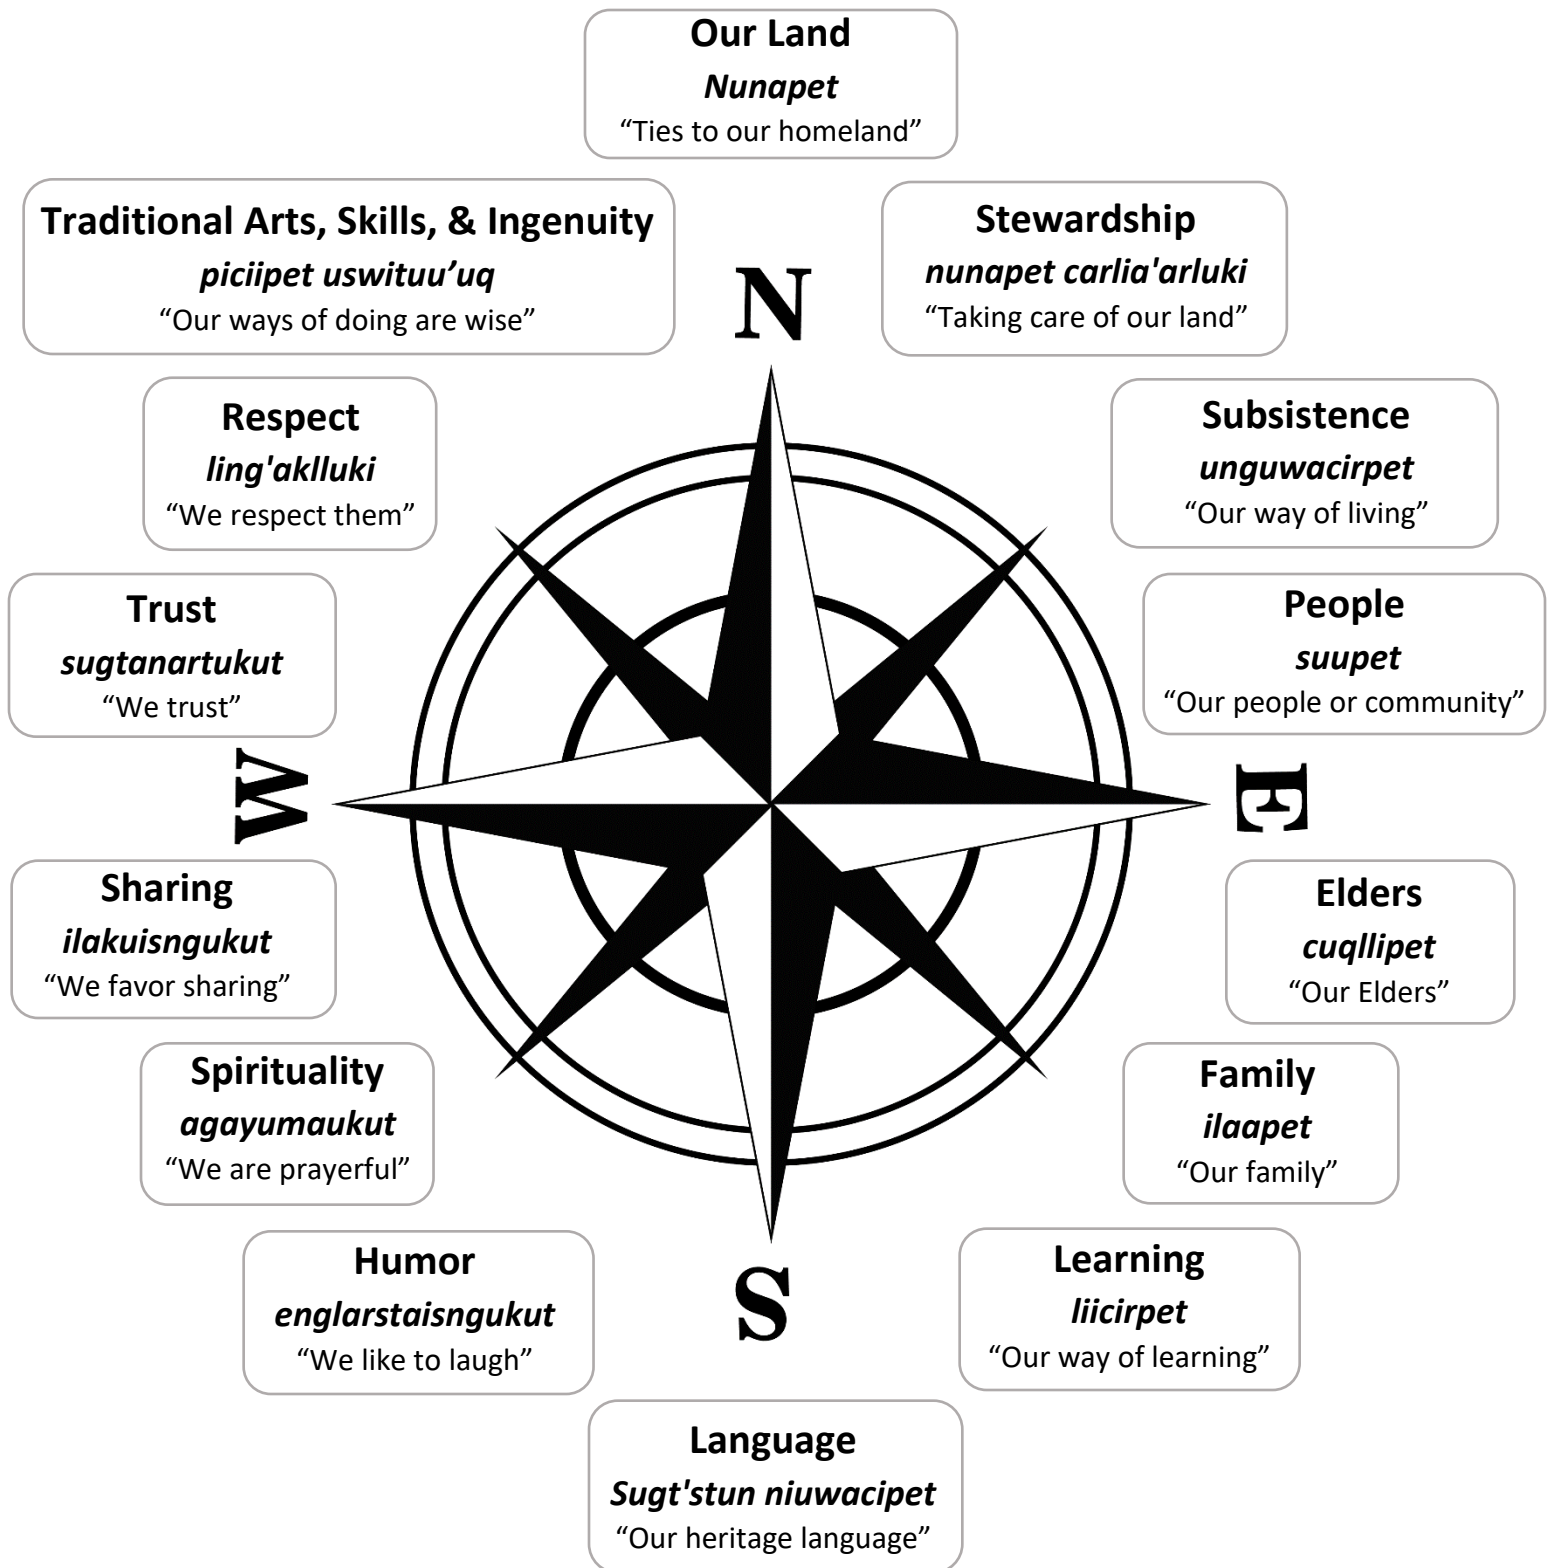 Our Land
Nunapet
“Ties to our homeland”
Traditional Arts, Skills, & Ingenuity
piciipet uswituu’uq
“Our ways of doing are wise”
Stewardship
nunapet carlia'arluki
“Taking care of our land”
N
Respect
ling'aklluki
“We respect them”
Subsistence
unguwacirpet
“Our way of living”
Trust
sugtanartukut
“We trust”
People
suupet
“Our people or community”
W
E
Sharing
ilakuisngukut
“We favor sharing”
Elders
cuqllipet
“Our Elders”
Spirituality
agayumaukut
“We are prayerful”
Family
ilaapet
“Our family”
Humor
englarstaisngukut
“We like to laugh”
S
Learning
liicirpet
“Our way of learning”
Language
Sugt'stun niuwacipet
“Our heritage language”